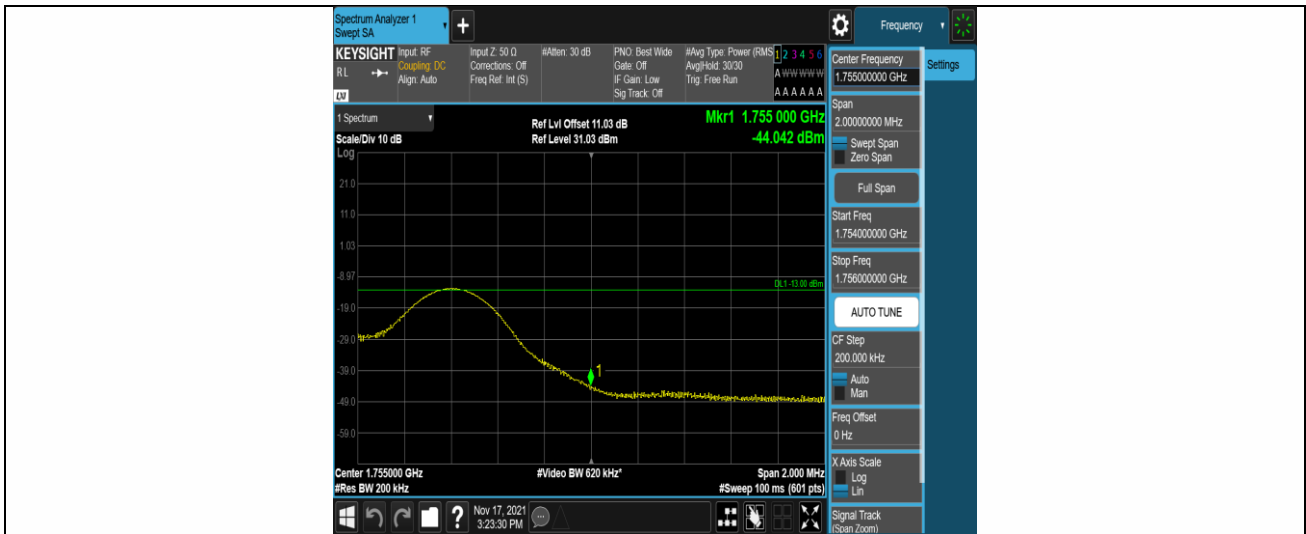 Spectrum Analyzer 1
Swept SA
+
Frequency
KEYSIGHT
R L
LXI
Input: RF
Coupling: DC
Align: Auto
Input Z: 50 Ω
Corrections: Off
Freq Ref: Int (S)
#Atten: 30 dB
PNO: Best Wide
Gate: Off
IF Gain: Low
Sig Track: Off
#Avg Type: Power (RMS
Avg|Hold: 30/30
Trig: Free Run
1 2 3 4 5 6
A W W W W W
A A A A A A
1 Spectrum
Scale/Div 10 dB
Log
Ref Lvl Offset 11.03 dB
Ref Level 31.03 dBm
Mkr1 1.755 000 GHz
-44.042 dBm
21.0
11.0
1.03
-8.97
-19.0
-29.0
-39.0
-49.0
-59.0
DL1 -13.00 dBm
1
Center 1.755000 GHz
#Res BW 200 kHz
#Video BW 620 kHz*
Span 2.000 MHz
#Sweep 100 ms (601 pts)
?
Nov 17, 2021
3:23:30 PM
Center Frequency
1.755000000 GHz
Settings
Span
2.00000000 MHz
Swept Span
Zero Span
Full Span
Start Freq
1.754000000 GHz
Stop Freq
1.756000000 GHz
AUTO TUNE
CF Step
200.000 kHz
Auto
Man
Freq Offset
0 Hz
X Axis Scale
Log
Lin
Signal Track
(Span Zoom)